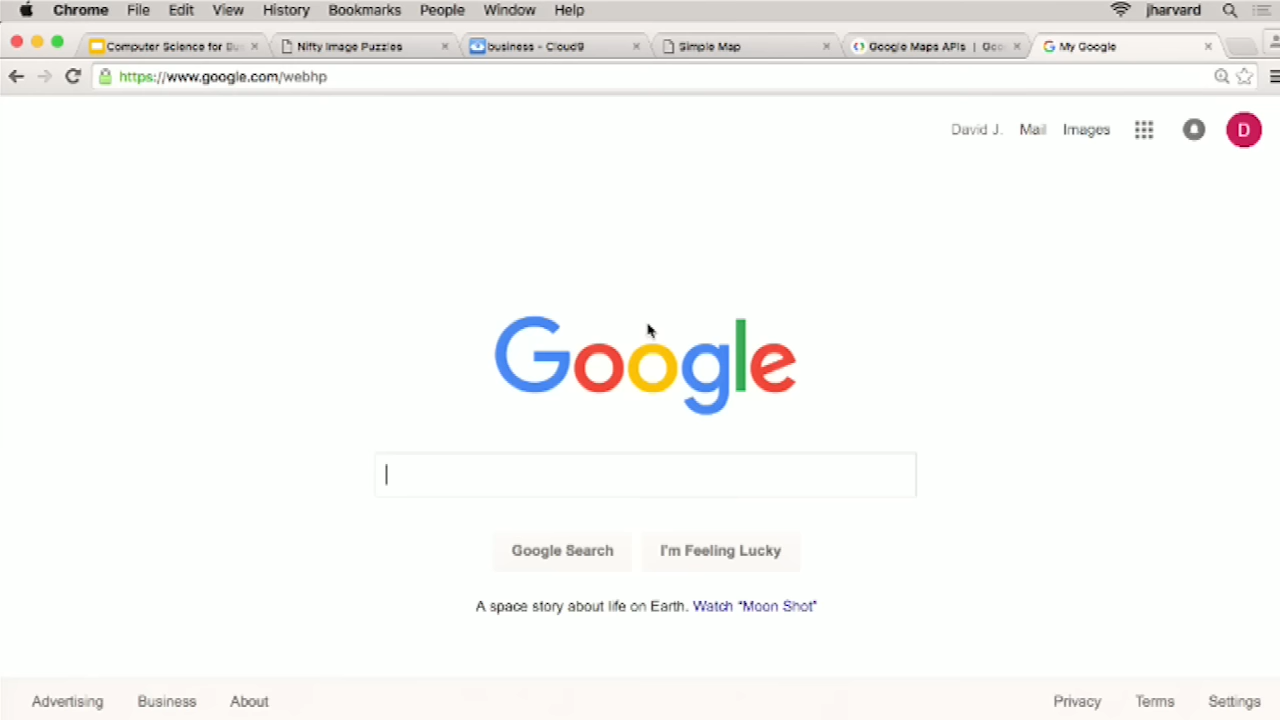 Chrome File Edit View History Bookmarks People Window Help jharvard
Computer Science for Bus Nifty Image Puzzles business - Cloud9 Simple Map Google Maps APIs | Goo My Google
https://www.google.com/webhp
David J. Mail Images D
Google
Google Search I'm Feeling Lucky
A space story about life on Earth. Watch "Moon Shot"
Advertising Business About Privacy Terms Settings